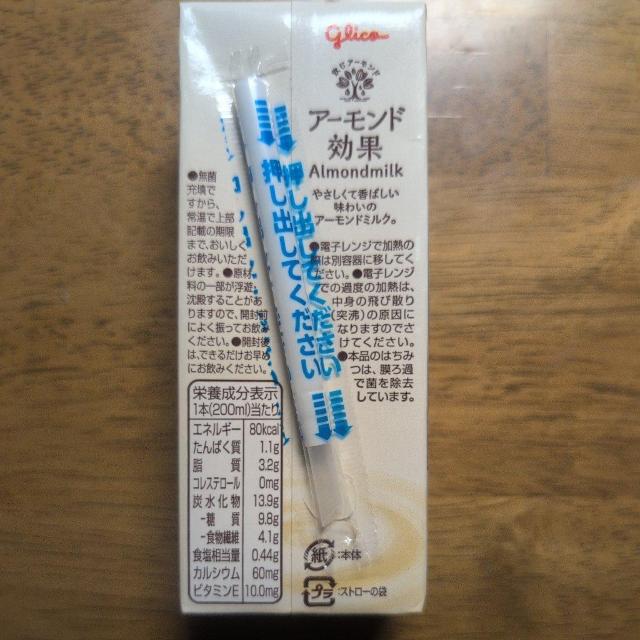 glico
アーモンド
効果
Almondmilk
やさしくて香ばしい
味わいの
アーモンドミルク。
押し出してください
押し出してください
●無菌
充填で
すから、
常温で上部
記載の期限
まで、おいしく
お飲みいただ
けます。●原材
料の一部が浮遊、
沈殿することがあ
りますので、開封前
によく振ってお飲み
ください。●開封後
は、できるだけお早め
にお飲みください。
●電子レンジで加熱の
際は別容器に移してく
ださい。●電子レンジ
での過度の加熱は、
中身の飛び散り
(突沸)の原因に
なりますのでさ
けてください。
●本品のはちみ
つは、膜ろ過
で菌を除去
しています。
栄養成分表示
1本(200ml)当たり
エネルギー 80kcal
たんぱく質 1.1g
脂質 3.2g
コレステロール 0mg
炭水化物 13.9g
-糖質 9.8g
-食物繊維 4.1g
食塩相当量 0.44g
カルシウム 60mg
ビタミンE 10.0mg
紙:本体
プラ:ストローの袋